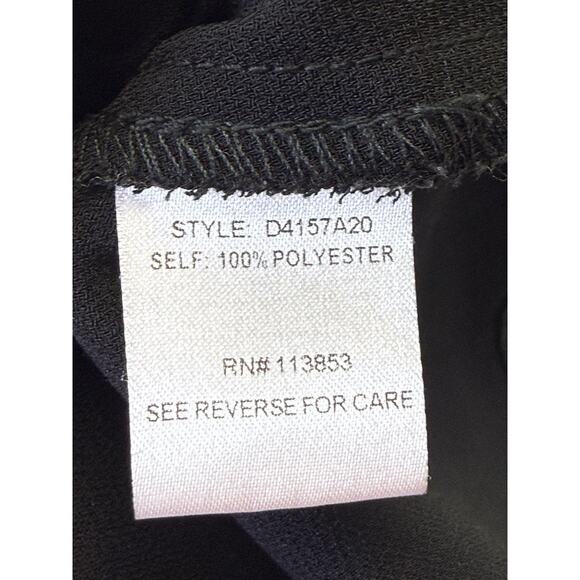 STYLE: D4157A20
SELF: 100% POLYESTER
RN# 113853
SEE REVERSE FOR CARE